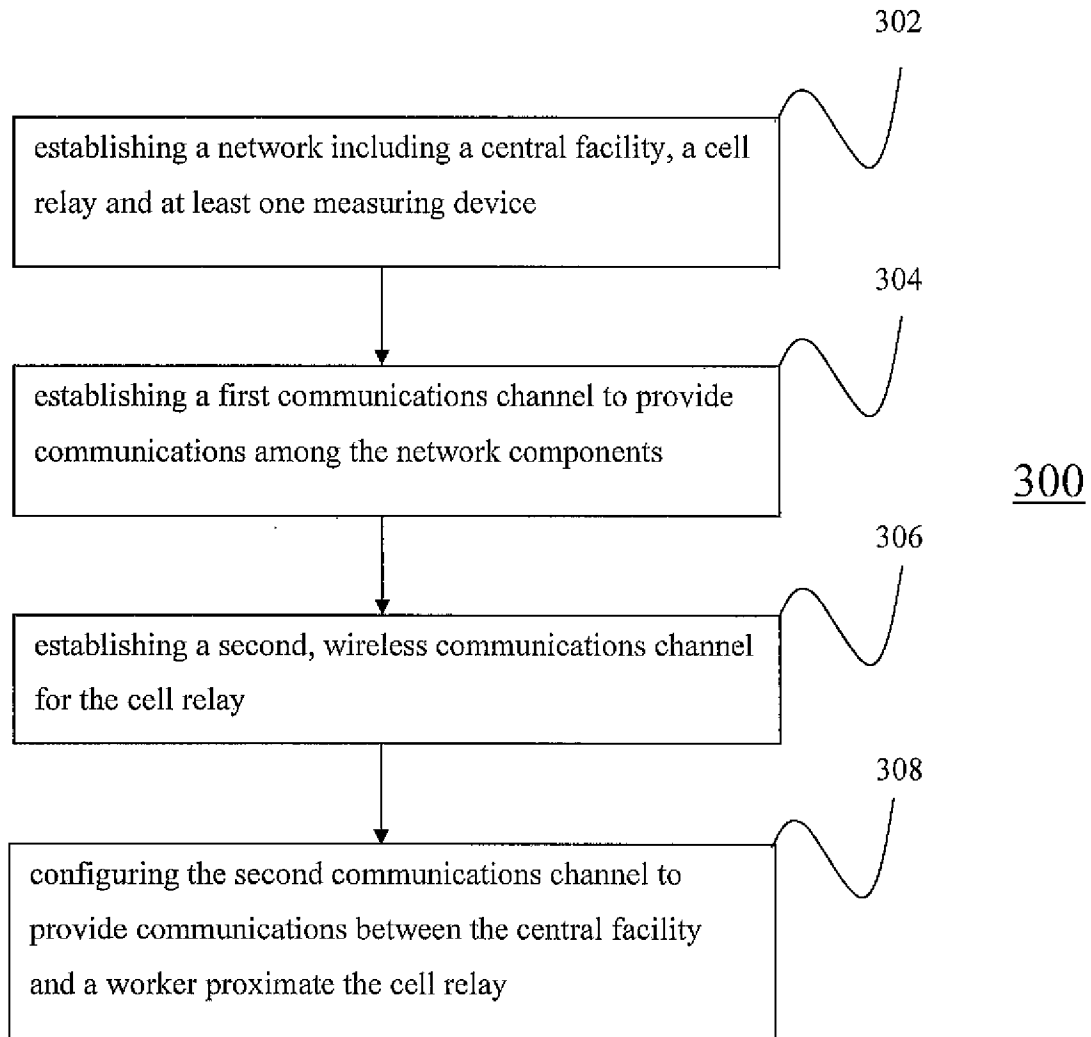 302
establishing a network including a central facility, a cell
relay and at least one measuring device
304
establishing a first communications channel to provide
communications among the network components
300
306
establishing a second, wireless communications channel
for the cell relay
308
configuring the second communications channel to
provide communications between the central facility
and a worker proximate the cell relay